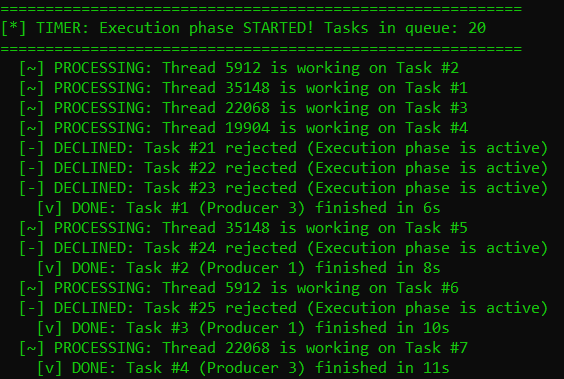 ==========================================================
[*] TIMER: Execution phase STARTED! Tasks in queue: 20
==========================================================
[~] PROCESSING: Thread 5912 is working on Task #2
[~] PROCESSING: Thread 35148 is working on Task #1
[~] PROCESSING: Thread 22068 is working on Task #3
[~] PROCESSING: Thread 19904 is working on Task #4
[-] DECLINED: Task #21 rejected (Execution phase is active)
[-] DECLINED: Task #22 rejected (Execution phase is active)
[-] DECLINED: Task #23 rejected (Execution phase is active)
[v] DONE: Task #1 (Producer 3) finished in 6s
[~] PROCESSING: Thread 35148 is working on Task #5
[-] DECLINED: Task #24 rejected (Execution phase is active)
[v] DONE: Task #2 (Producer 1) finished in 8s
[~] PROCESSING: Thread 5912 is working on Task #6
[-] DECLINED: Task #25 rejected (Execution phase is active)
[v] DONE: Task #3 (Producer 1) finished in 10s
[~] PROCESSING: Thread 22068 is working on Task #7
[v] DONE: Task #4 (Producer 3) finished in 11s